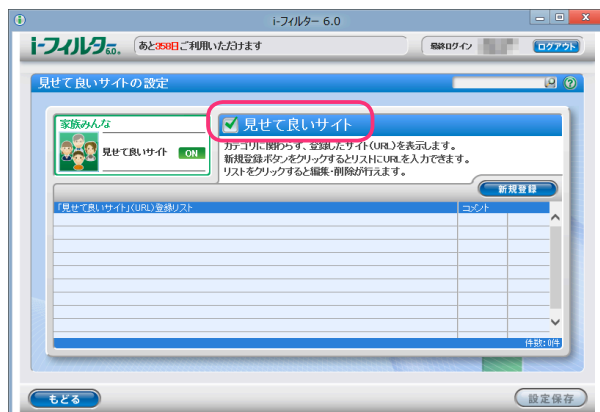 i-フィルター 6.0
i-フィルター 6.0
あと358日ご利用いただけます
最終ログイン
ログアウト
見せて良いサイトの設定
家族みんな
見せて良いサイト ON
見せて良いサイト
カテゴリに関わらず、登録したサイト(URL)を表示します。
新規登録ボタンをクリックするとリストにURLを入力できます。
リストをクリックすると編集・削除が行えます。
新規登録
「見せて良いサイト」(URL)登録リスト
コメント
件数:0件
もどる
設定保存